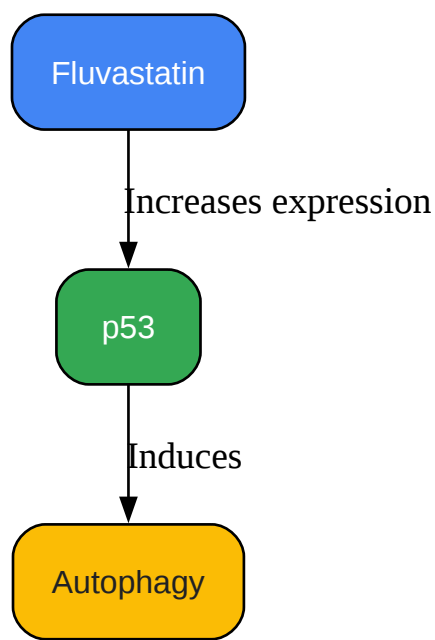 Fluvastatin
Increases expression
p53
Induces
Autophagy